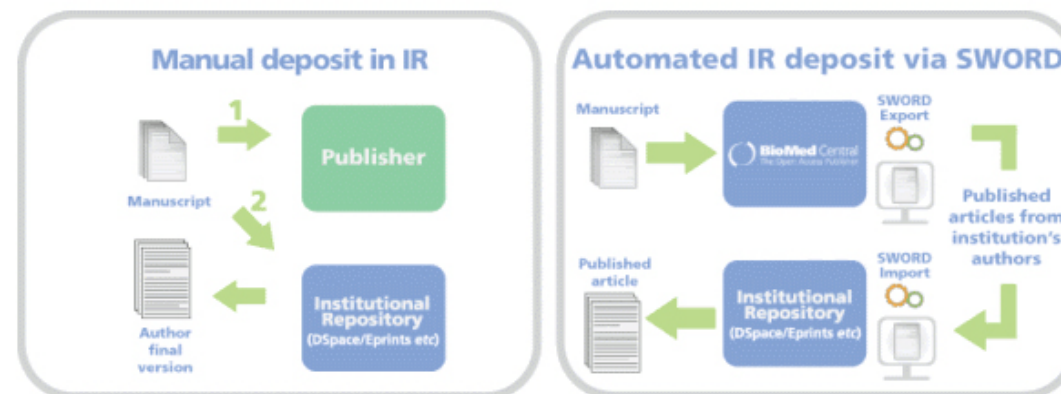 Manual deposit in IR
1
Publisher
Manuscript
2
Institutional
Repository
(DSpace/Eprints etc)
Author
final
version
Automated IR deposit via SWORD
Manuscript
BioMed Central
The Open Access Publisher
SWORD
Export
Published
articles from
institution's
authors
SWORD
Import
Published
article
Institutional
Repository
(DSpace/Eprints etc)